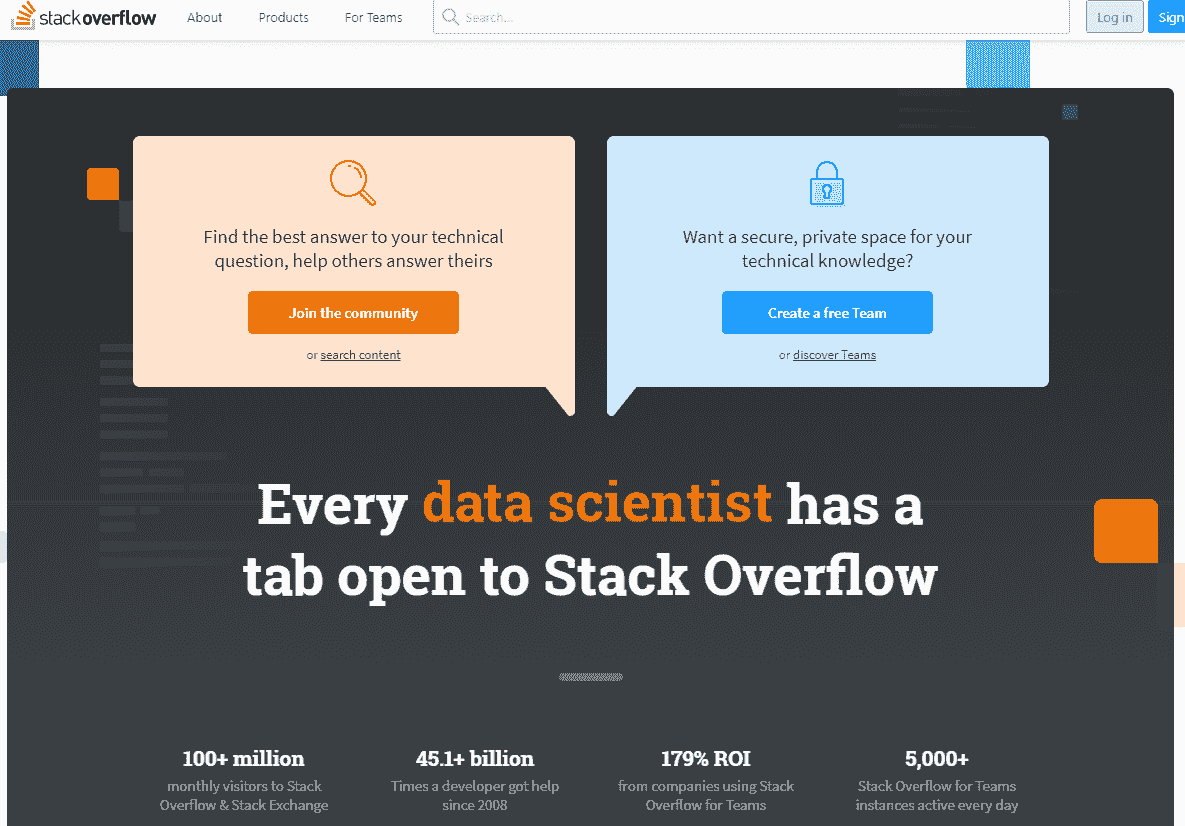 stackoverflow About Products For Teams Search... Log in Sign
Find the best answer to your technical
question, help others answer theirs
Join the community
or search content
Want a secure, private space for your
technical knowledge?
Create a free Team
or discover Teams
Every data scientist has a
tab open to Stack Overflow
100+ million
monthly visitors to Stack
Overflow & Stack Exchange
45.1+ billion
Times a developer got help
since 2008
179% ROI
from companies using Stack
Overflow for Teams
5,000+
Stack Overflow for Teams
instances active every day